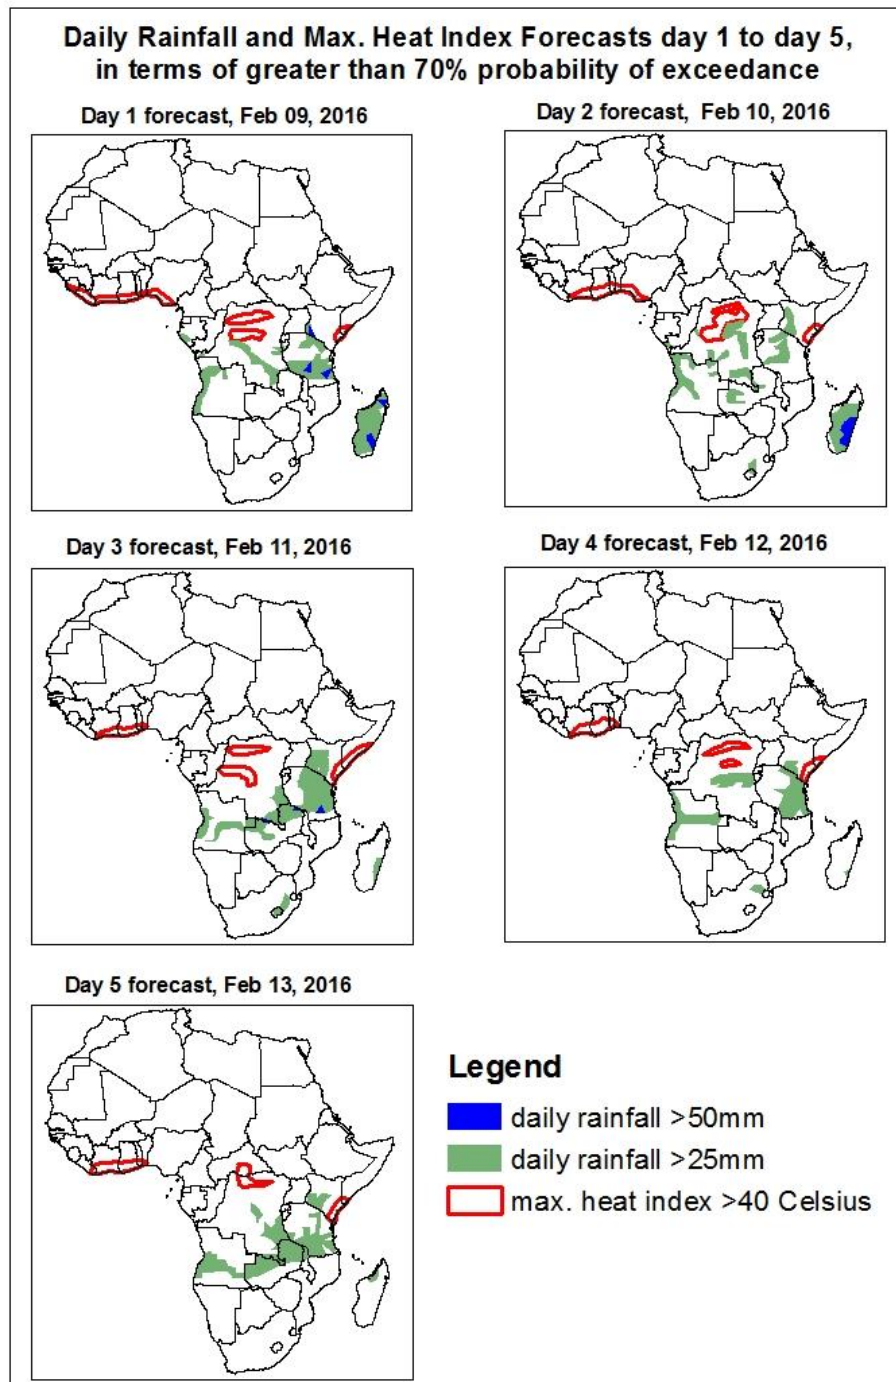 Daily Rainfall and Max. Heat Index Forecasts day 1 to day 5,
in terms of greater than 70% probability of exceedance
Day 1 forecast, Feb 09, 2016
Day 2 forecast, Feb 10, 2016
Day 3 forecast, Feb 11, 2016
Day 4 forecast, Feb 12, 2016
Day 5 forecast, Feb 13, 2016
Legend
daily rainfall >50mm
daily rainfall >25mm
max. heat index >40 Celsius